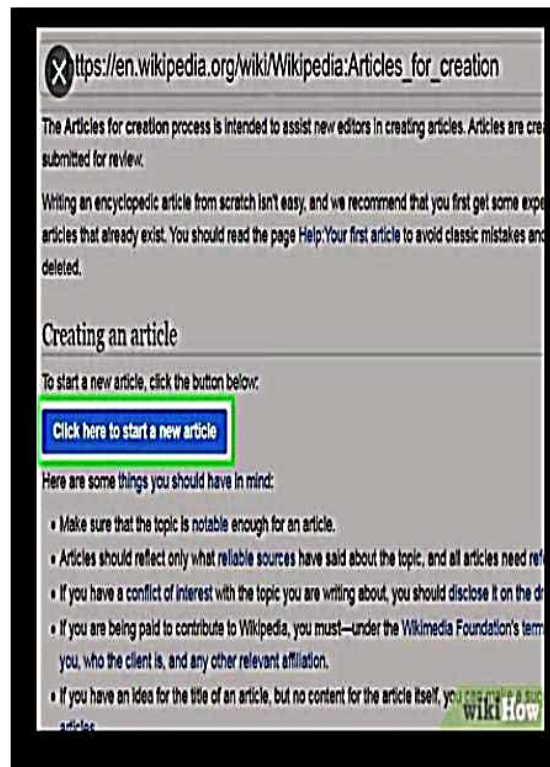 ttps://en.wikipedia.org/wiki/Wikipedia:Articles_for_creation
The Articles for creation process is intended to assist new editors in creating articles. Articles are
submitted for review.
Writing an encyclopedic article from scratch isn't easy, and we recommend that you first get some
articles that already exist. You should read the page Help:Your first article to avoid classic mistakes
deleted.
Creating an article
To start a new article, click the button below:
Click here to start a new article
Here are some things you should have in mind:
• Make sure that the topic is notable enough for an article.
• Articles should reflect only what reliable sources have said about the topic, and all articles need
• If you have a conflict of interest with the topic you are writing about, you should disclose it on the
• If you are being paid to contribute to Wikipedia, you must—under the Wikimedia Foundation's
you, who the client is, and any other relevant affiliation.
• If you have an idea for the title of an article, but no content for the article itself, you can make a
articles
wikiHow